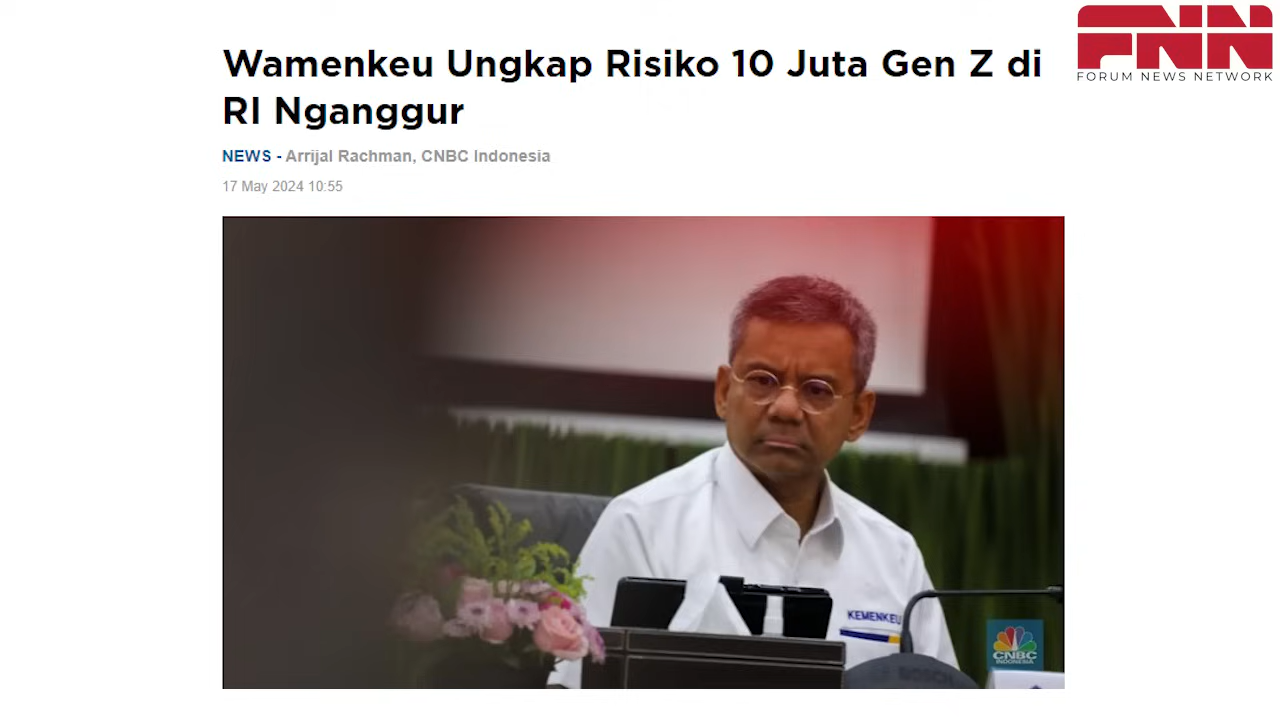 FNN
FORUM NEWS NETWORK
Wamenkeu Ungkap Risiko 10 Juta Gen Z di
RI Nganggur
NEWS - Arrijal Rachman, CNBC Indonesia
17 May 2024 10:55
KEMENKEU
CNBC
INDONESIA
BOSCH